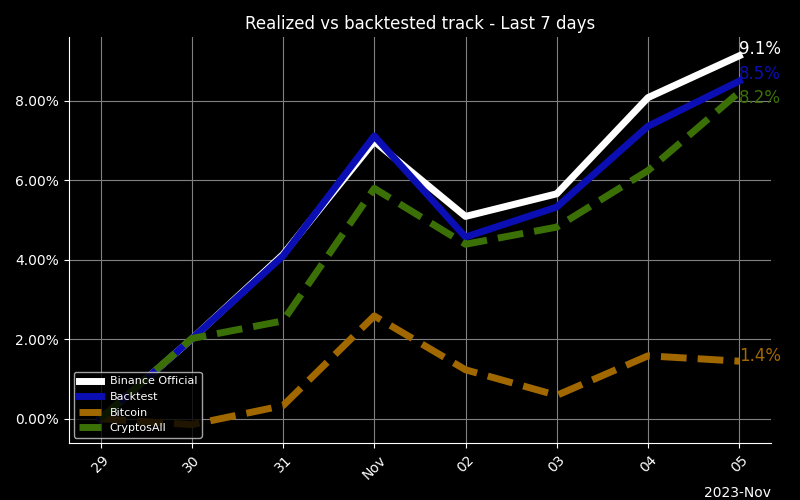 Realized vs backtested track - Last 7 days
9.1%
8.5%
8.2%
8.00%
6.00%
4.00%
2.00%
0.00%
1.4%
Binance Official
Backtest
Bitcoin
CryptosAll
29
30
31
Nov
02
03
04
05
2023-Nov